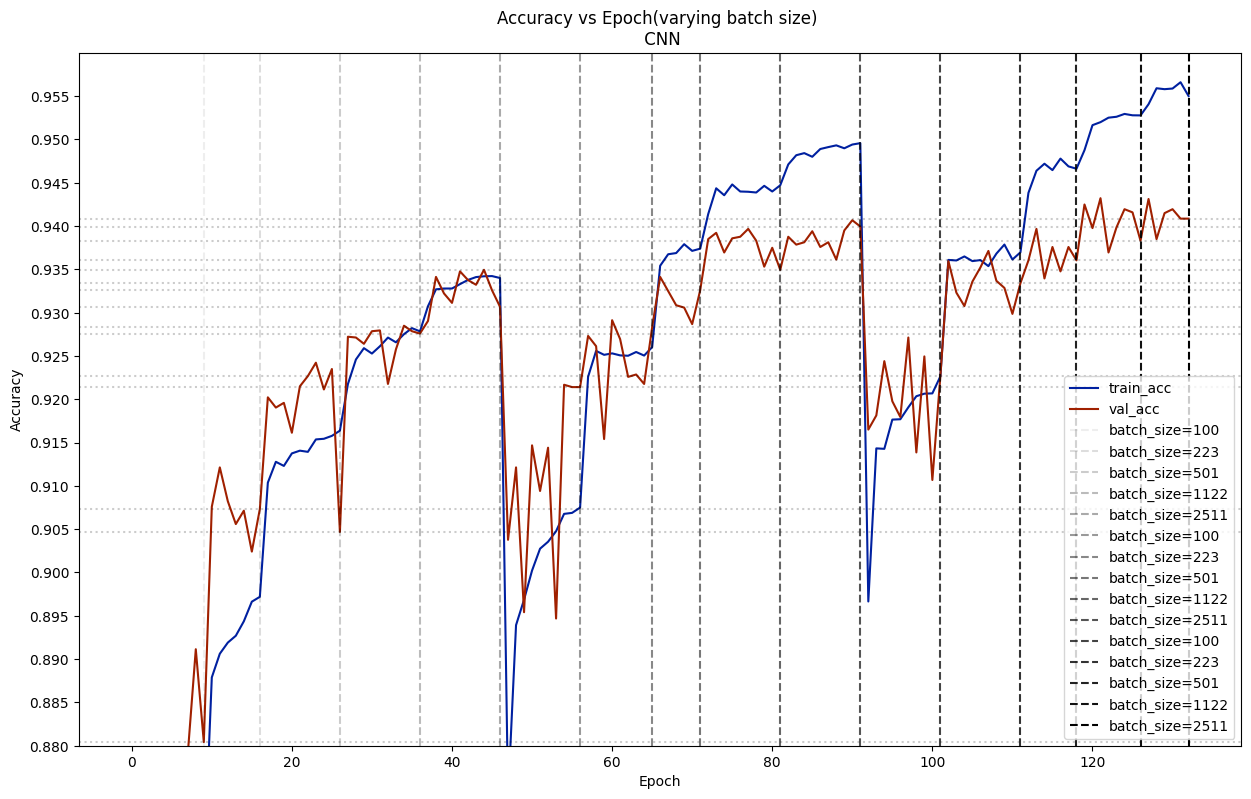 Accuracy vs Epoch(varying batch size)
CNN
0.955
0.950
0.945
0.940
0.935
0.930
0.925
0.920
0.915
0.910
0.905
0.900
0.895
0.890
0.885
0.880
Accuracy
train_acc
val_acc
batch_size=100
batch_size=223
batch_size=501
batch_size=1122
batch_size=2511
batch_size=100
batch_size=223
batch_size=501
batch_size=1122
batch_size=2511
batch_size=100
batch_size=223
batch_size=501
batch_size=1122
batch_size=2511
0 20 40 60 80 100 120
Epoch